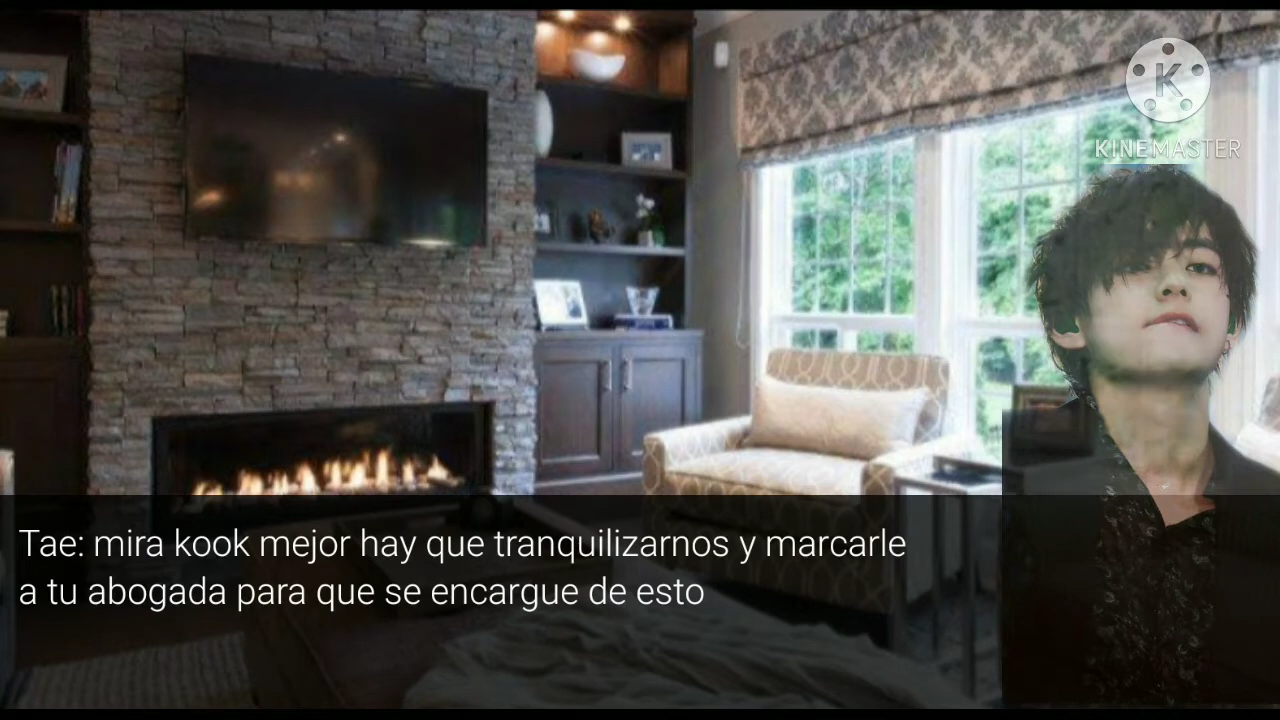 K
KINEMASTER
Tae: mira kook mejor hay que tranquilizarnos y marcarle
a tu abogada para que se encargue de esto